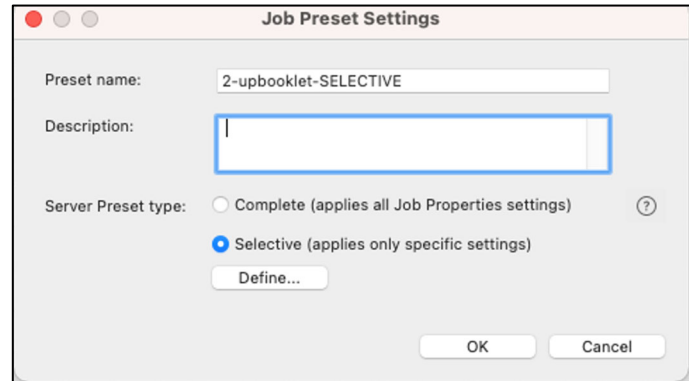 Job Preset Settings
Preset name: 2-upbooklet-SELECTIVE
Description:
Server Preset type: Complete (applies all Job Properties settings) ?
Selective (applies only specific settings)
Define...
OK Cancel